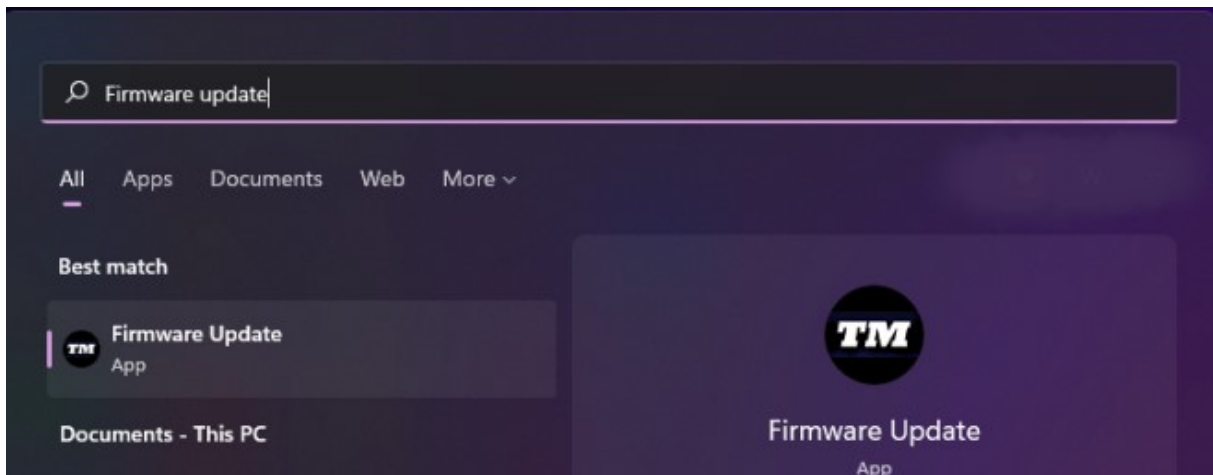 Firmware update
All Apps Documents Web More
Best match
Firmware Update
TM
App
Documents - This PC
TM
Firmware Update
App